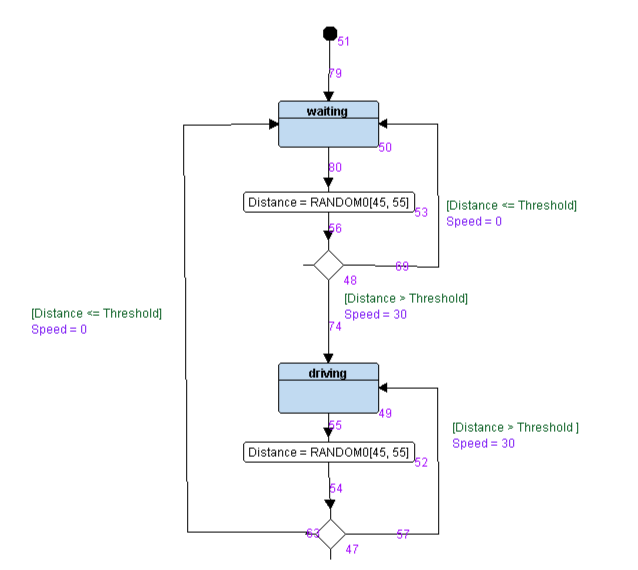 51
79
waiting
50
80
Distance = RANDOM0[45, 55]
53
[Distance <= Threshold]
Speed = 0
56
69
48
[Distance > Threshold]
Speed = 30
[Distance <= Threshold]
Speed = 0
74
driving
49
55
[Distance > Threshold ]
Speed = 30
Distance = RANDOM0[45, 55]
52
54
63
57
47